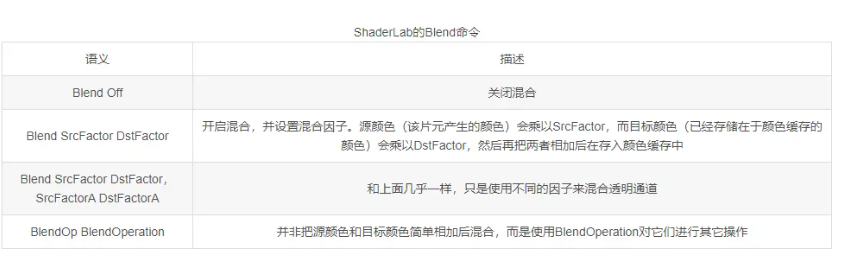 ShaderLab的Blend命令
语义
描述
Blend Off
关闭混合
Blend SrcFactor DstFactor
开启混合，并设置混合因子。源颜色（该片元产生的颜色）会乘以SrcFactor，而目标颜色（已经存储在于颜色缓存的
颜色）会乘以DstFactor，然后再把两者相加后在存入颜色缓存中
Blend SrcFactor DstFactor，
SrcFactorA DstFactorA
和上面几乎一样，只是使用不同的因子来混合透明通道
BlendOp BlendOperation
并非把源颜色和目标颜色简单相加后混合，而是使用BlendOperation对它们进行其它操作